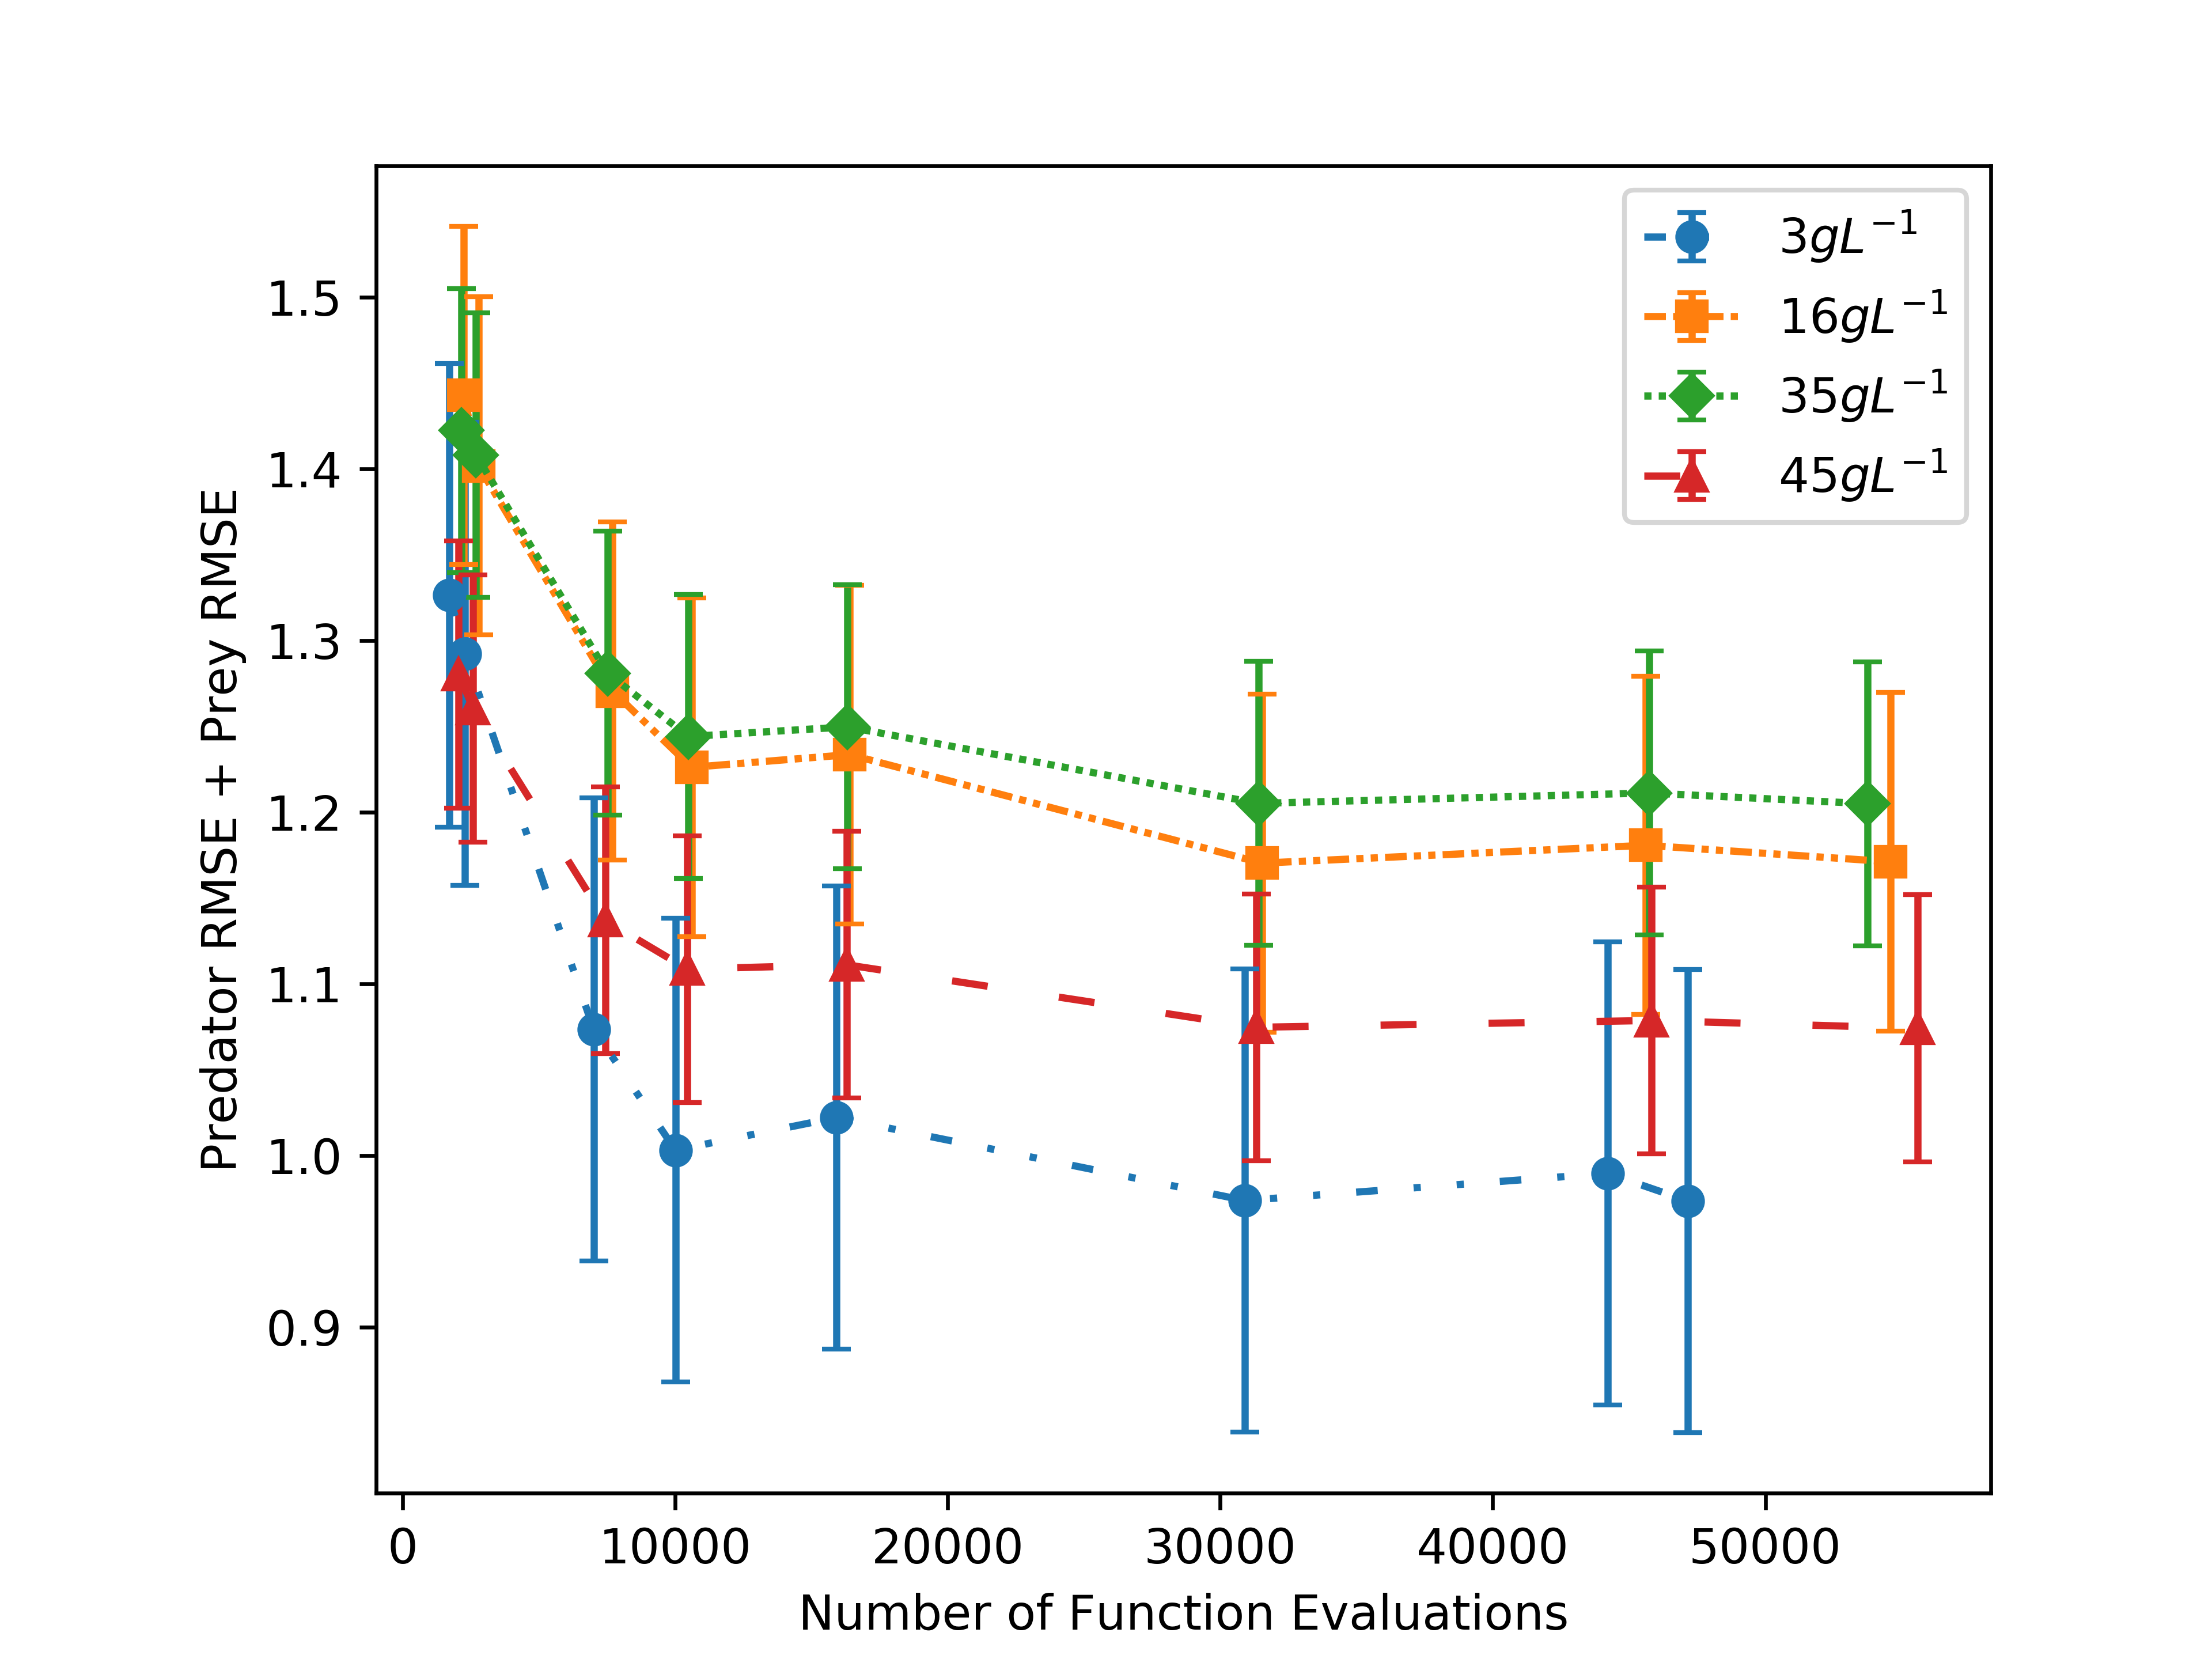 Predator RMSE + Prey RMSE
1.5
1.4
1.3
1.2
1.1
1.0
0.9
3gL⁻¹
16gL⁻¹
35gL⁻¹
45gL⁻¹
0 10000 20000 30000 40000 50000
Number of Function Evaluations